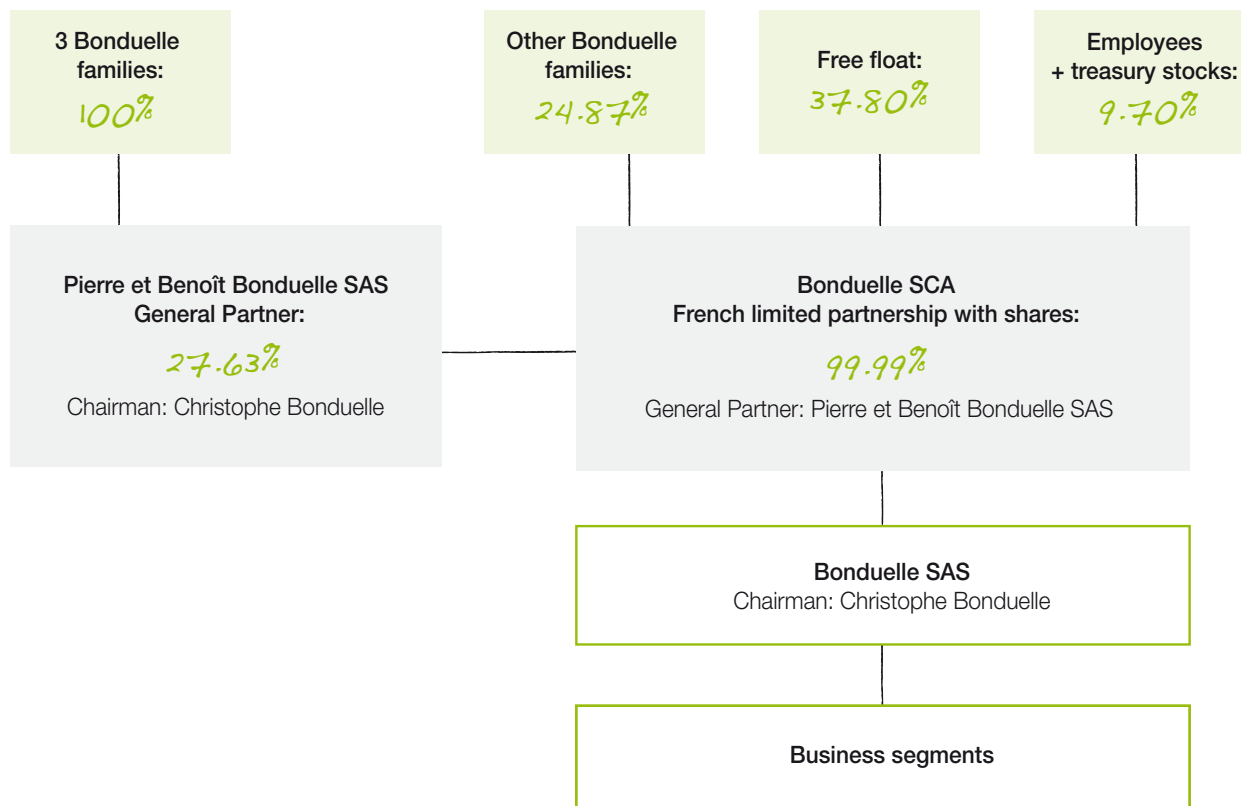 3 Bonduelle
families:
100%
Other Bonduelle
families:
24.87%
Free float:
37.80%
Employees
+ treasury stocks:
9.70%
Pierre et Benoît Bonduelle SAS
General Partner:
27.63%
Chairman: Christophe Bonduelle
Bonduelle SCA
French limited partnership with shares:
99.99%
General Partner: Pierre et Benoît Bonduelle SAS
Bonduelle SAS
Chairman: Christophe Bonduelle
Business segments